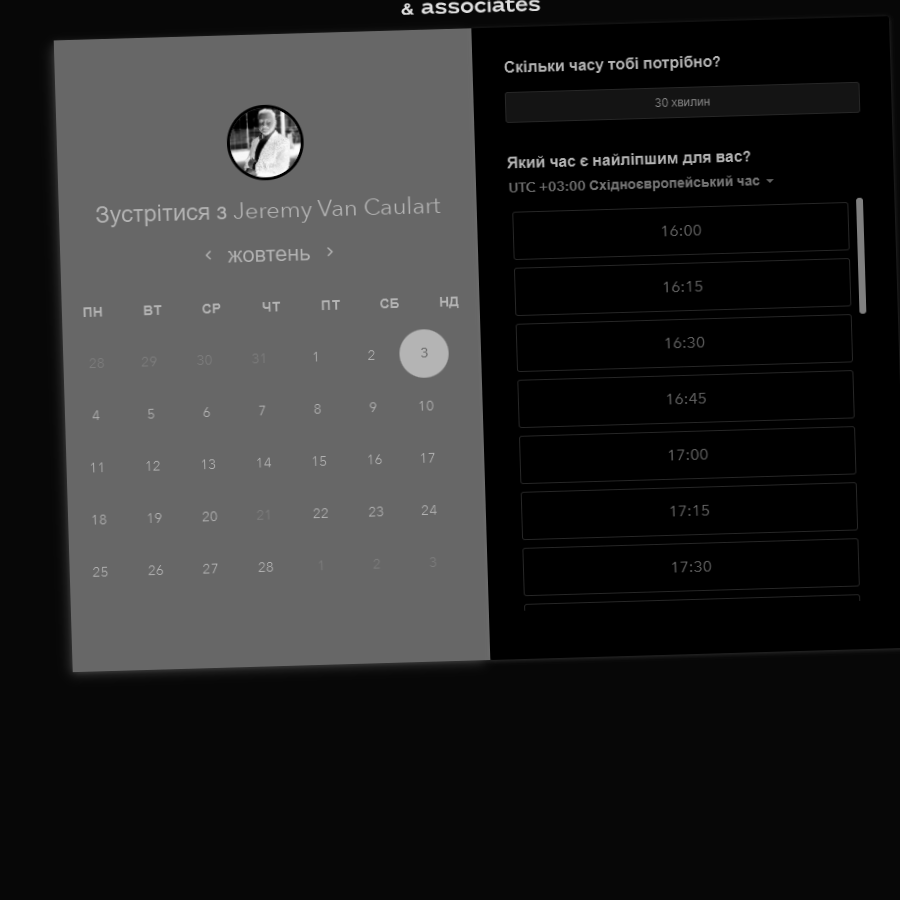 & associates
Зустрітися з Jeremy Van Caulart
жовтень
ПН ВТ СР ЧТ ПТ СБ НД
28 29 30 31 1 2 3
4 5 6 7 8 9 10
11 12 13 14 15 16 17
18 19 20 21 22 23 24
25 26 27 28 1 2 3
Скільки часу тобі потрібно?
30 хвилин
Який час є найліпшим для вас?
UTC +03:00 Східноєвропейський час
16:00
16:15
16:30
16:45
17:00
17:15
17:30